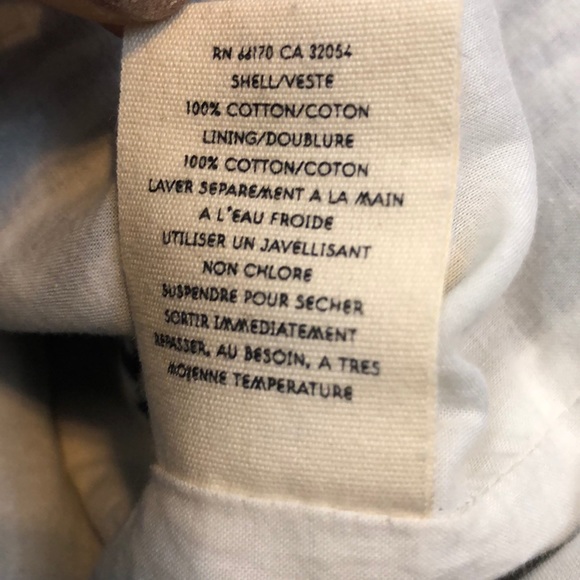 RN 66170 CA 32054
SHELL/VESTE
100% COTTON/COTON
LINING/DOUBLURE
100% COTTON/COTON
LAVER SEPAREMENT A LA MAIN
A L'EAU FROIDE
UTILISER UN JAVELLISANT
NON CHLORE
SUSPENDRE POUR SECHER
SORTIR IMMEDIATEMENT
REPASSER, AU BESOIN, A TRES
MOJENNE TEMPERATURE